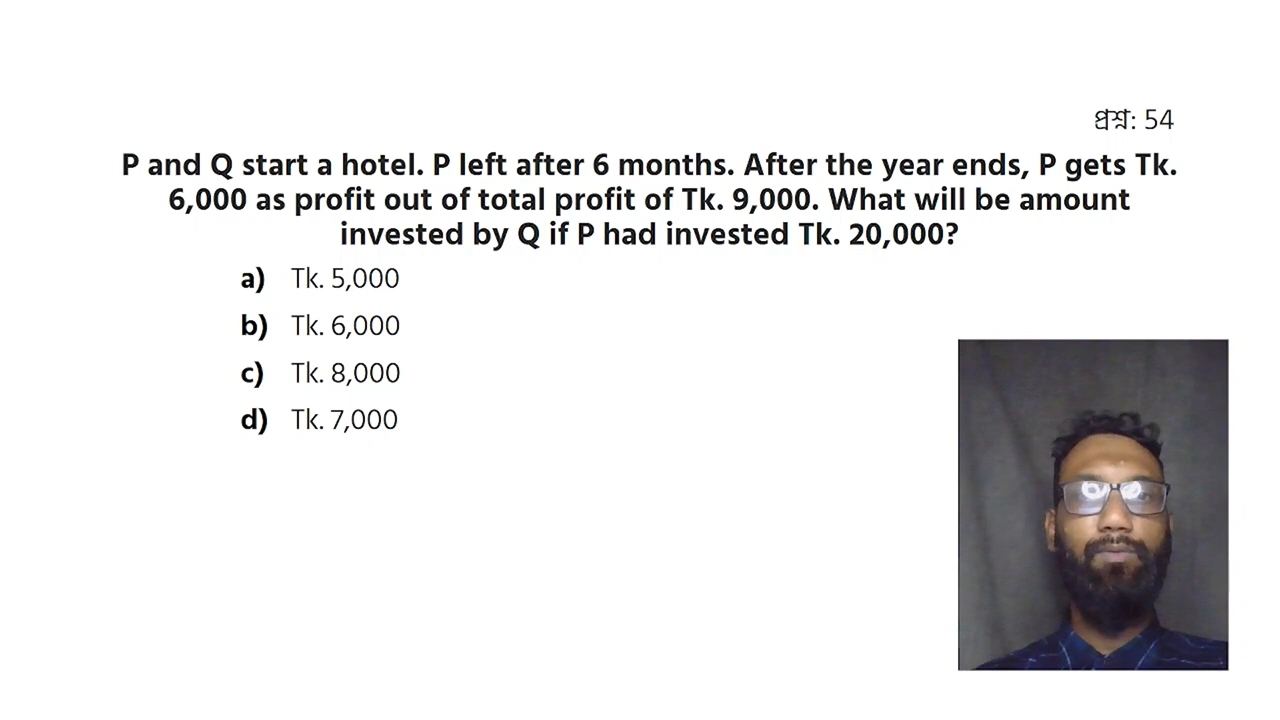 প্রশ্ন: 54
P and Q start a hotel. P left after 6 months. After the year ends, P gets Tk.
6,000 as profit out of total profit of Tk. 9,000. What will be amount
invested by Q if P had invested Tk. 20,000?
a) Tk. 5,000
b) Tk. 6,000
c) Tk. 8,000
d) Tk. 7,000